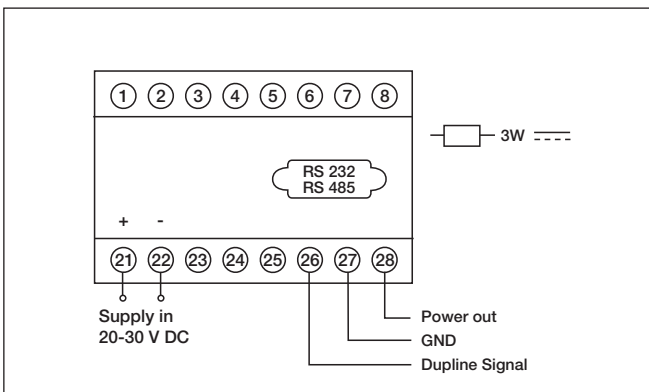 1 2 3 4 5 6 7 8
3W
RS 232
RS 485
+ -
21 22 23 24 25 26 27 28
Supply in
20-30 V DC
Power out
GND
Dupline Signal